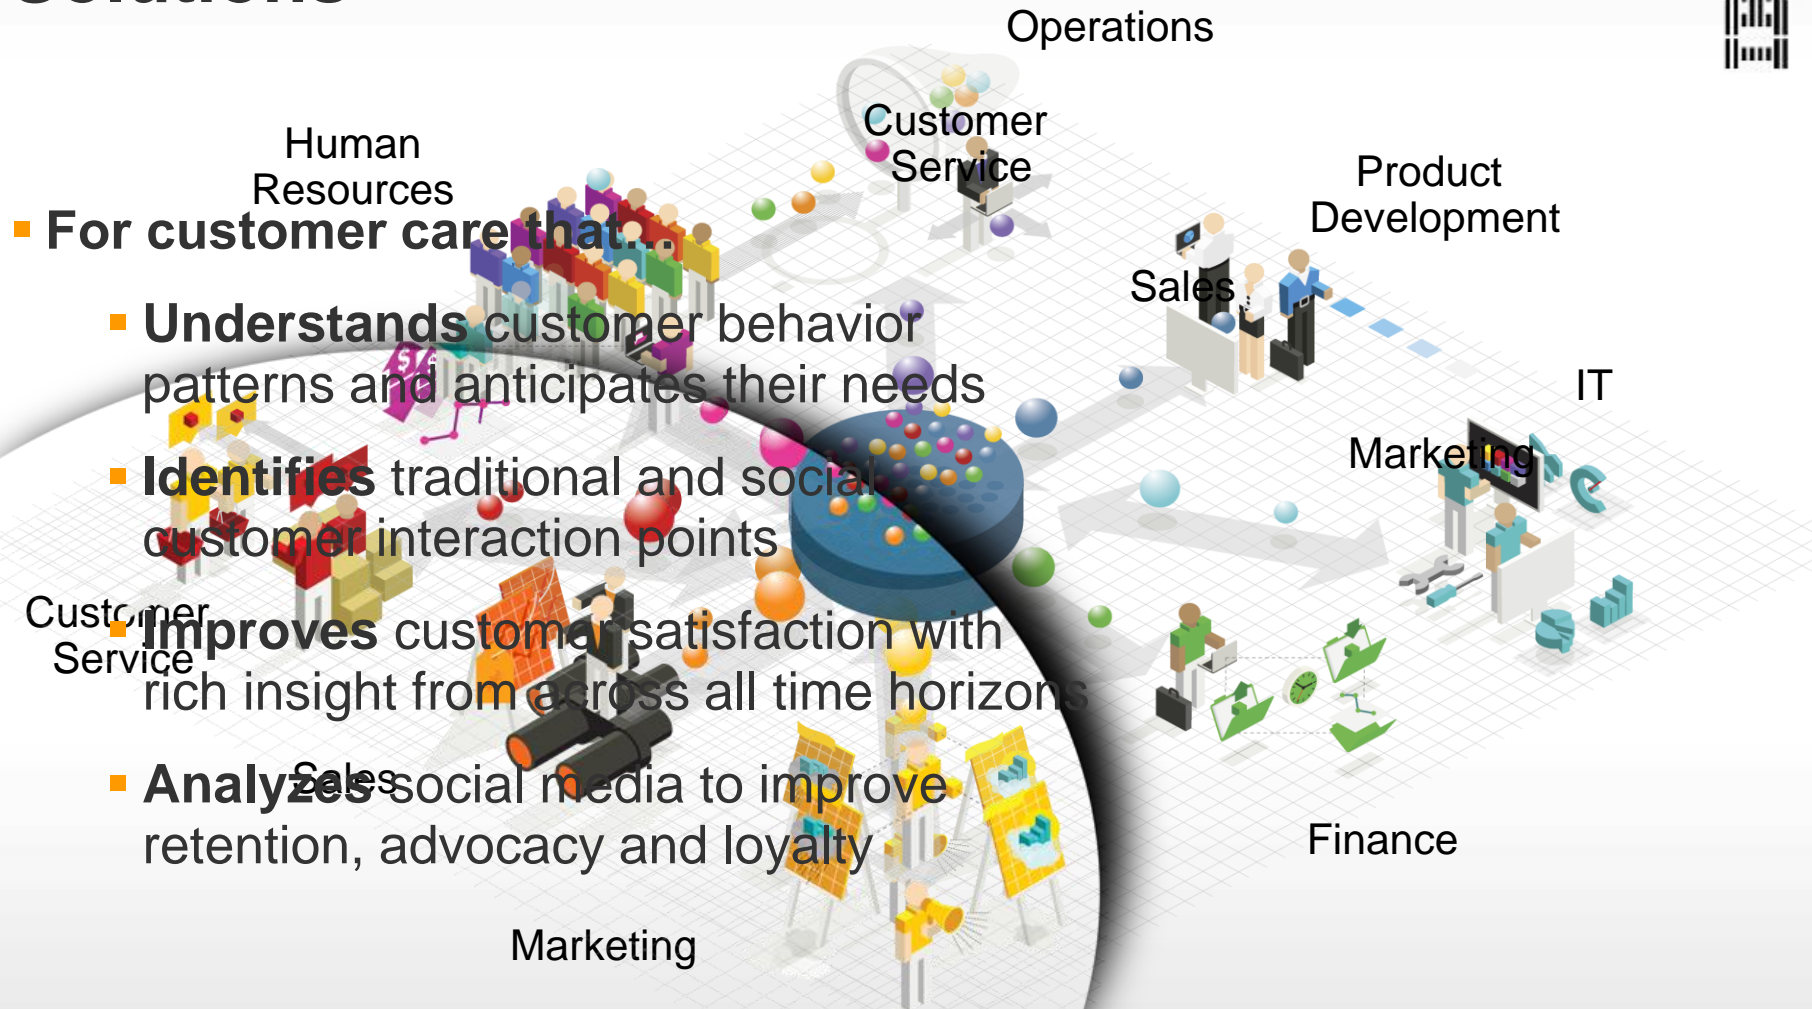 Solutions
Operations
Customer
Service
Human
Resources
Product
Development
For customer care that...
Sales
Understands customer behavior
patterns and anticipates their needs
IT
Marketing
Identifies traditional and social
customer interaction points
Customer
Service
Improves customer satisfaction with
rich insight from across all time horizons
Sales
Analyzes social media to improve
retention, advocacy and loyalty
Finance
Marketing